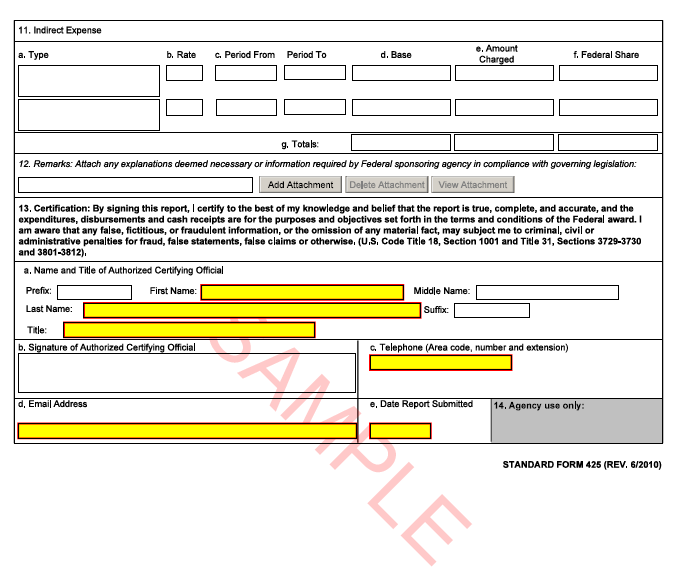 11. Indirect Expense
a. Type b. Rate c. Period From Period To d. Base e. Amount Charged f. Federal Share
g. Totals:
12. Remarks: Attach any explanations deemed necessary or information required by Federal sponsoring agency in compliance with governing legislation:
Add Attachment Delete Attachment View Attachment
13. Certification: By signing this report, I certify to the best of my knowledge and belief that the report is true, complete, and accurate, and the
expenditures, disbursements and cash receipts are for the purposes and objectives set forth in the terms and conditions of the Federal award. I
am aware that any false, fictitious, or fraudulent information, or the omission of any material fact, may subject me to criminal, civil or
administrative penalties for fraud, false statements, false claims or otherwise. (U.S. Code Title 18, Section 1001 and Title 31, Sections 3729-3730
and 3801-3812).
a. Name and Title of Authorized Certifying Official
Prefix: First Name: Middle Name:
Last Name: Suffix:
Title:
b. Signature of Authorized Certifying Official c. Telephone (Area code, number and extension)
d. Email Address e. Date Report Submitted 14. Agency use only:
SAMPLE
STANDARD FORM 425 (REV. 6/2010)